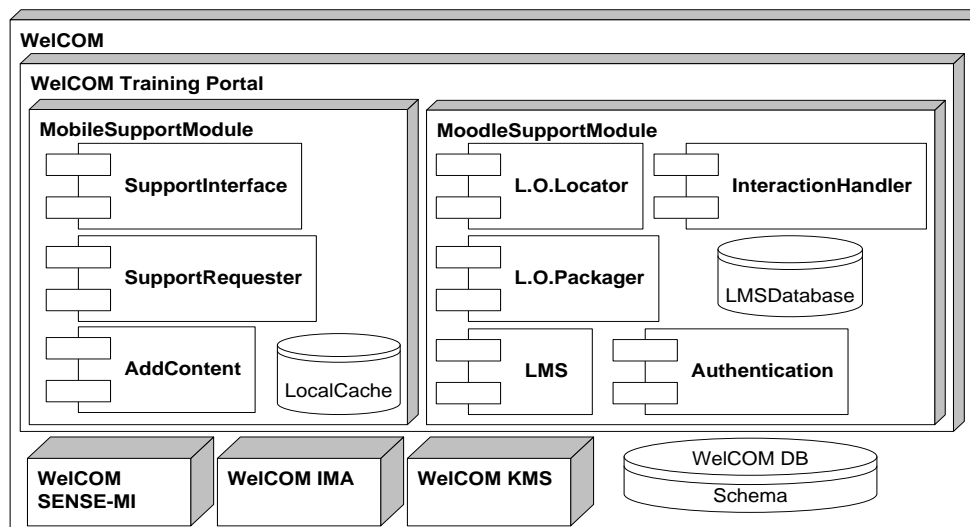 WelCOM
WelCOM Training Portal
MobileSupportModule
SupportInterface
SupportRequester
AddContent
LocalCache
MoodleSupportModule
L.O.Locator
InteractionHandler
L.O.Packager
LMSDatabase
LMS
Authentication
WelCOM
SENSE-MI
WelCOM IMA
WelCOM KMS
WelCOM DB
Schema